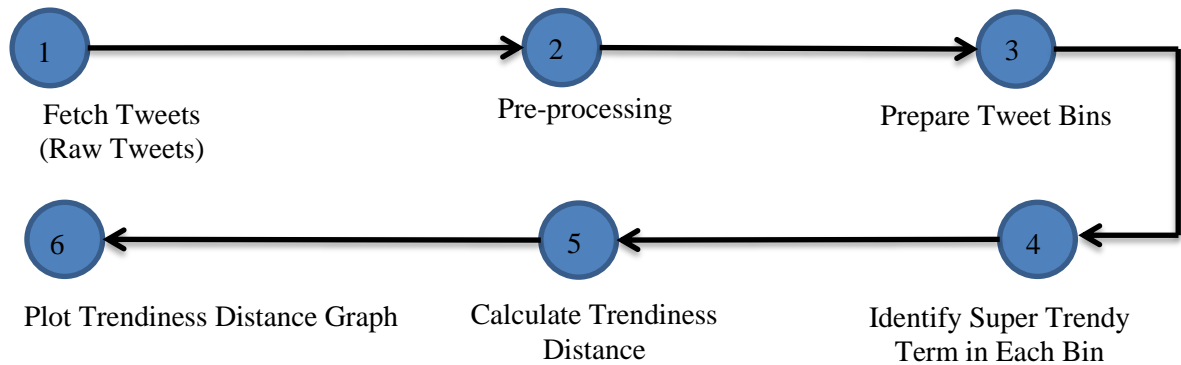 1
2
3
Fetch Tweets
(Raw Tweets)
Pre-processing
Prepare Tweet Bins
6
5
4
Plot Trendiness Distance Graph
Calculate Trendiness
Distance
Identify Super Trendy
Term in Each Bin